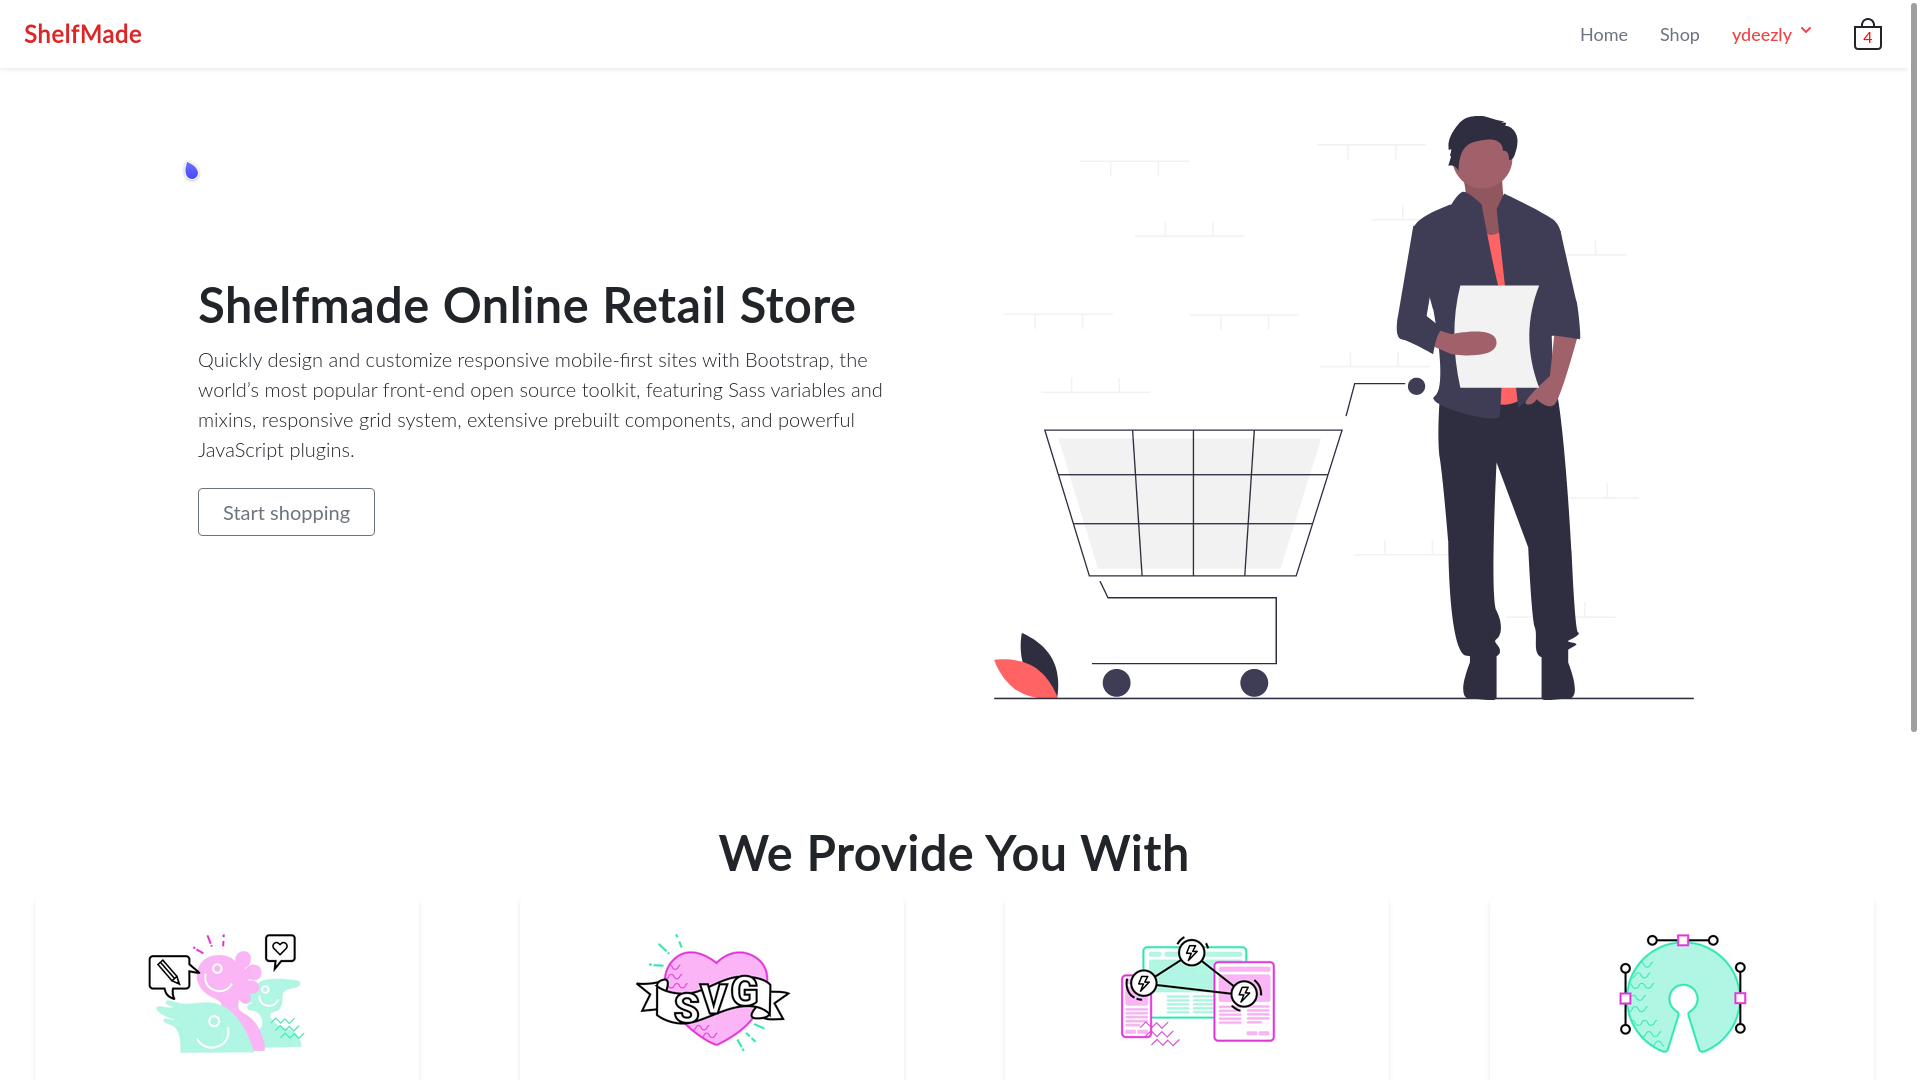 ShelfMade
Home
Shop
ydeezly
4
Shelfmade Online Retail Store
Quickly design and customize responsive mobile-first sites with Bootstrap, the
world’s most popular front-end open source toolkit, featuring Sass variables and
mixins, responsive grid system, extensive prebuilt components, and powerful
JavaScript plugins.
Start shopping
We Provide You With
SVG